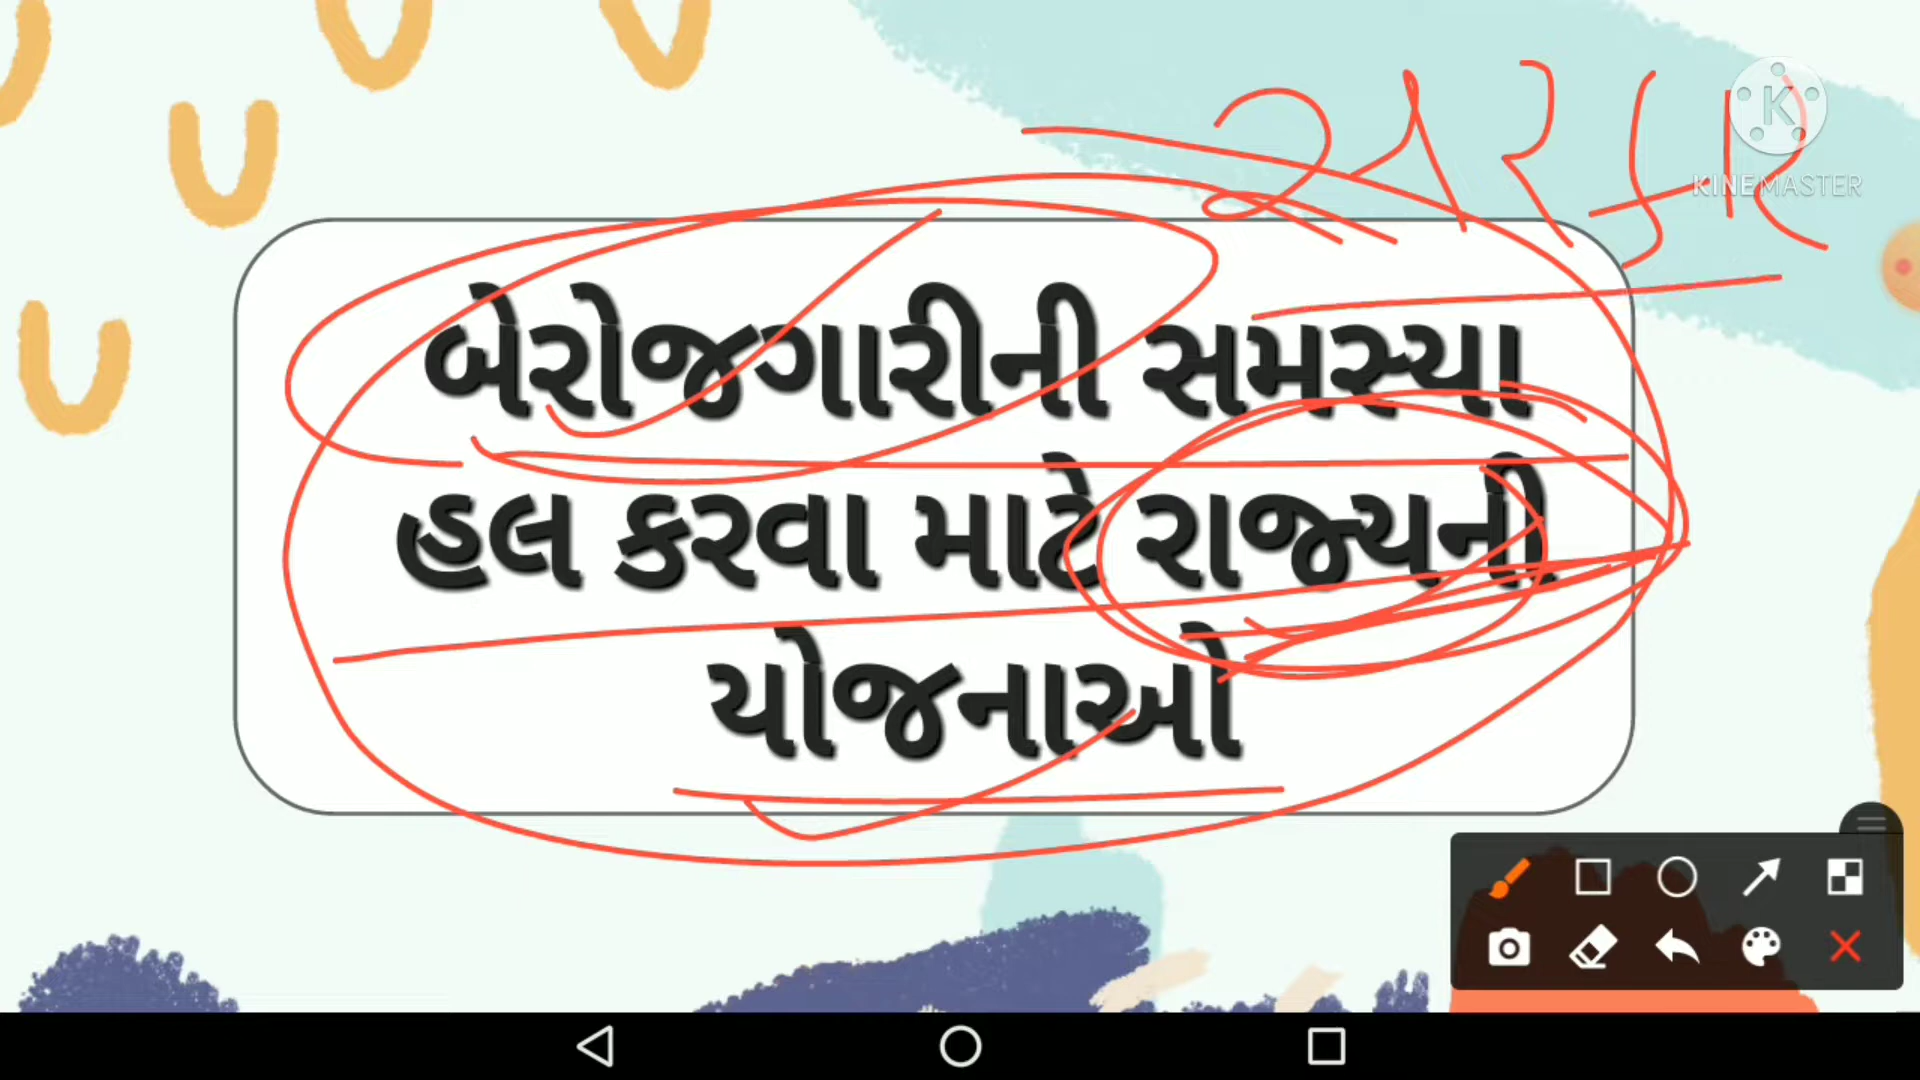 સરકાર
K
KINEMASTER
બેરોજગારીની સમસ્યા
હલ કરવા માટે રાજ્યની
યોજનાઓ